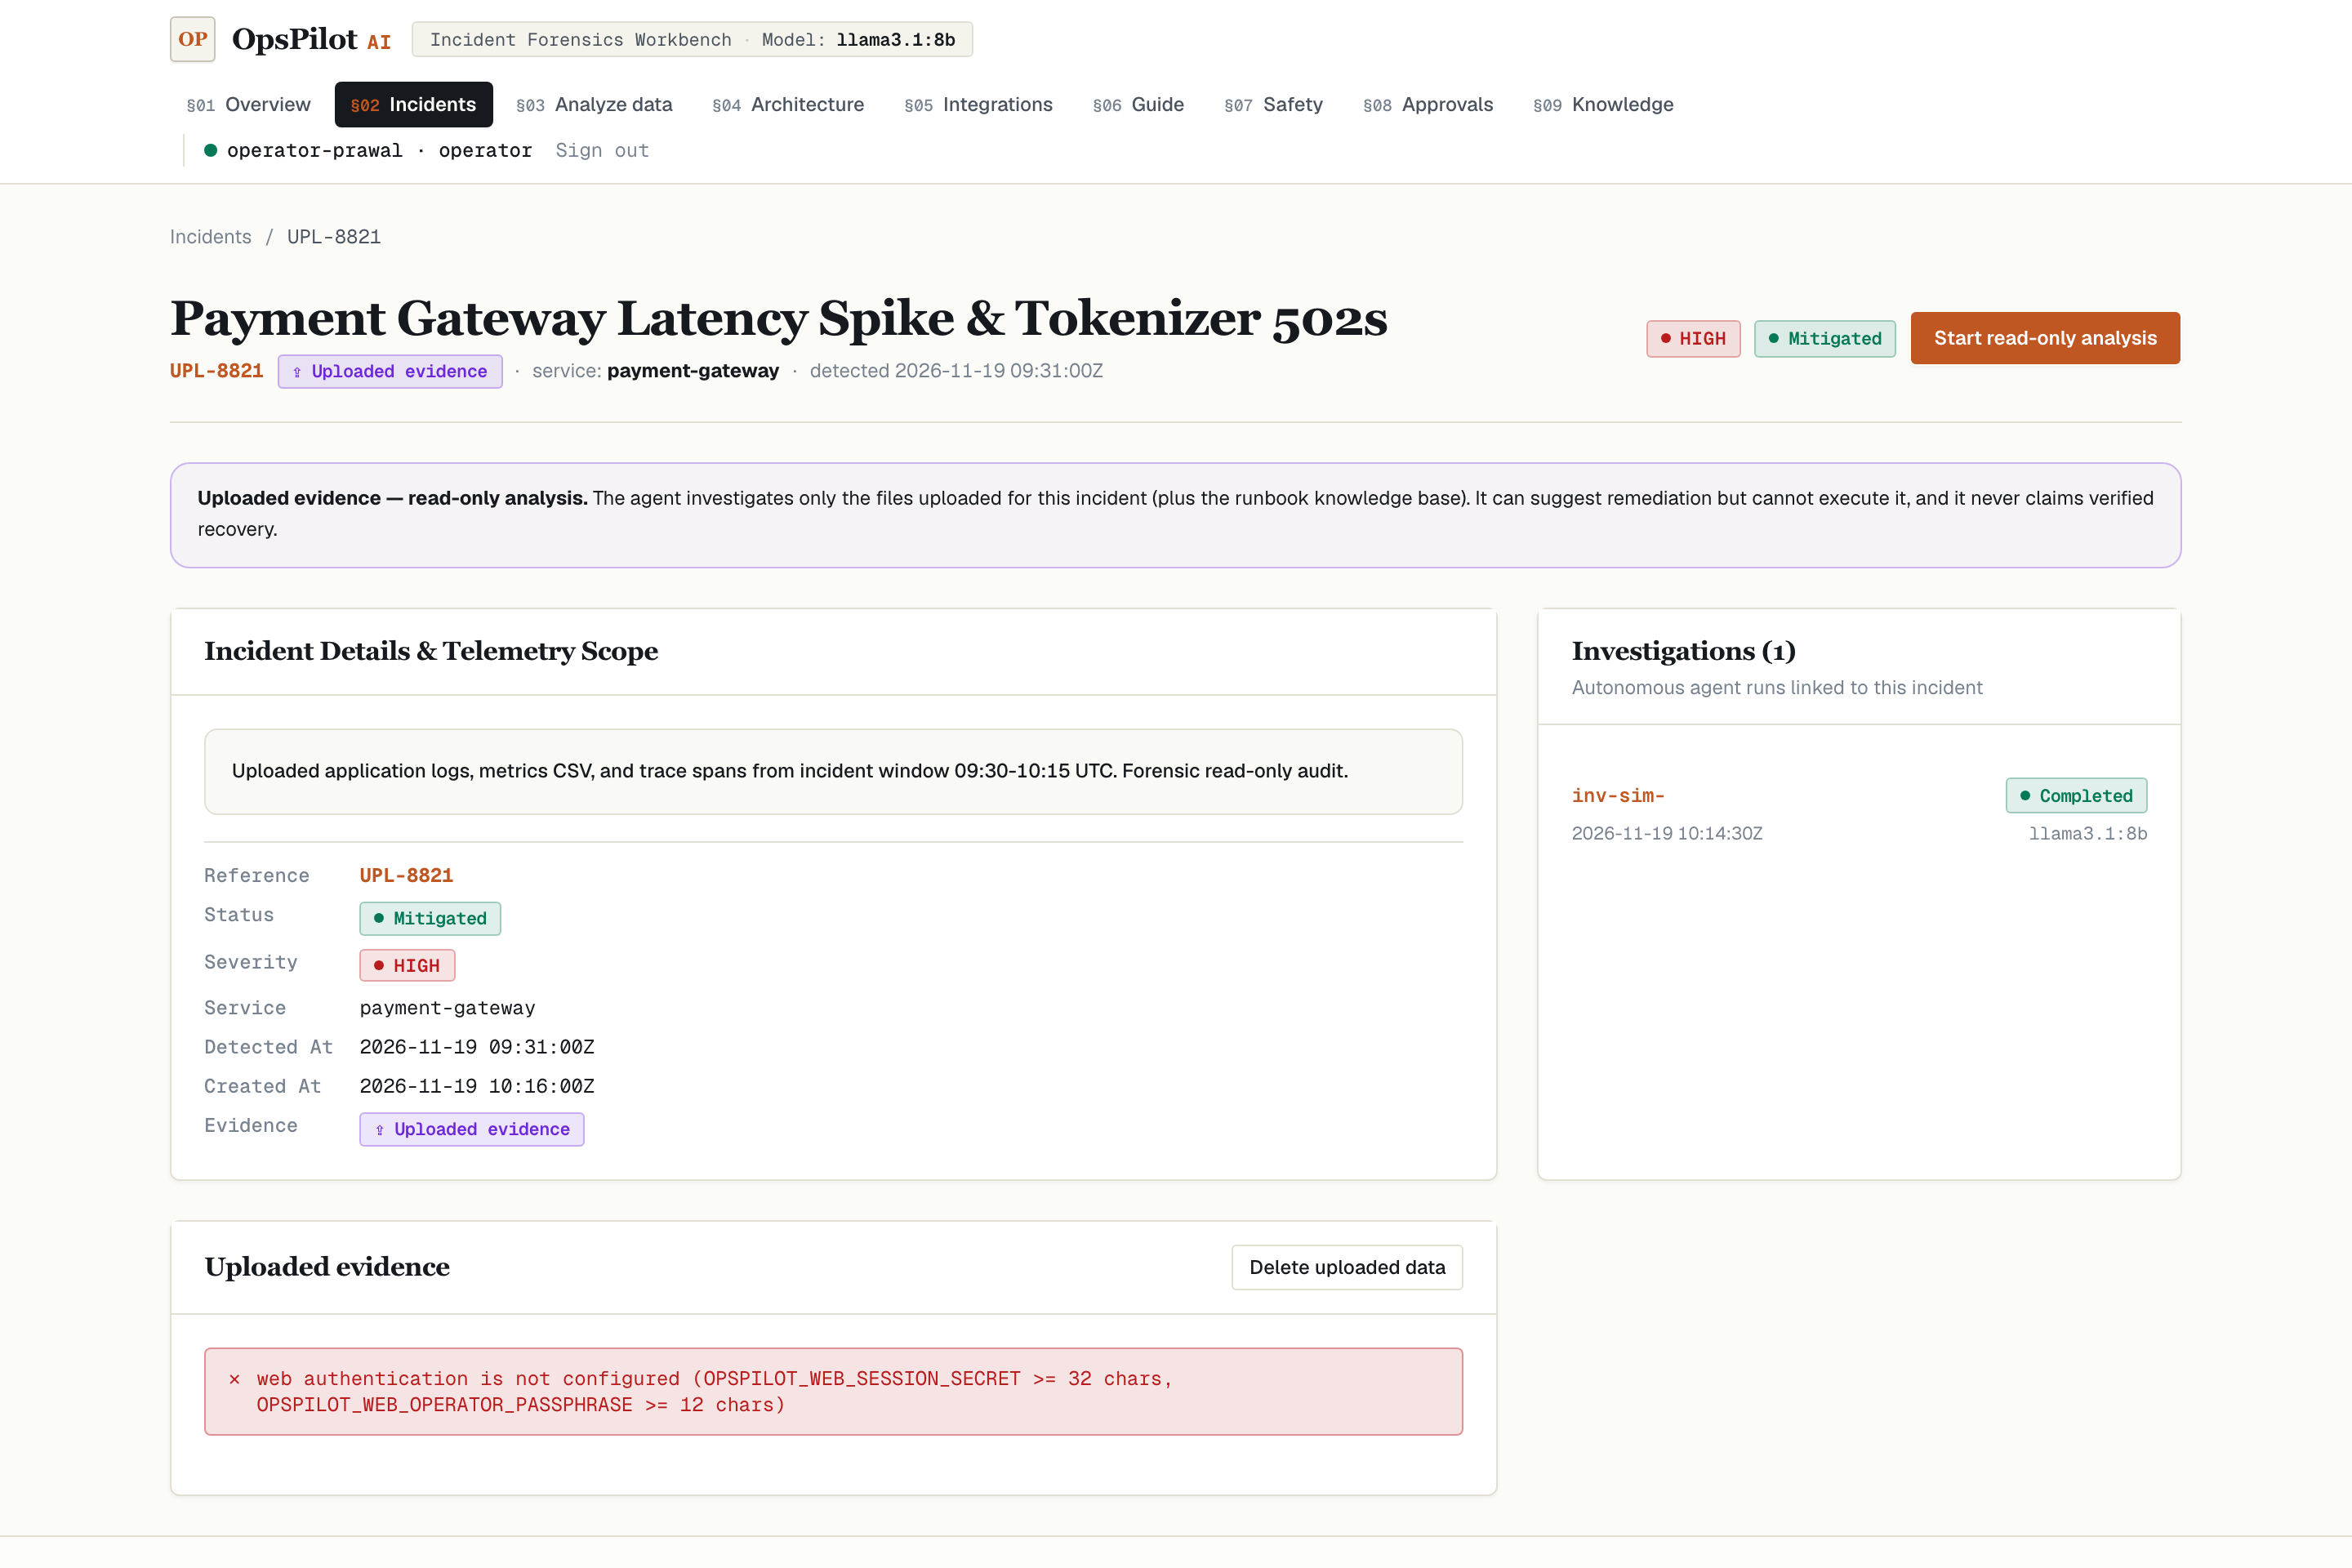 OP OpsPilot AI Incident Forensics Workbench · Model: llama3.1:8b
§01 Overview §02 Incidents §03 Analyze data §04 Architecture §05 Integrations §06 Guide §07 Safety §08 Approvals §09 Knowledge
operator-prawal · operator Sign out
Incidents / UPL-8821
Payment Gateway Latency Spike & Tokenizer 502s
HIGH Mitigated Start read-only analysis
UPL-8821 ⇪ Uploaded evidence · service: payment-gateway · detected 2026-11-19 09:31:00Z
Uploaded evidence — read-only analysis. The agent investigates only the files uploaded for this incident (plus the runbook knowledge base). It can suggest remediation but cannot execute it, and it never claims verified
recovery.
Incident Details & Telemetry Scope
Uploaded application logs, metrics CSV, and trace spans from incident window 09:30-10:15 UTC. Forensic read-only audit.
Reference UPL-8821
Status Mitigated
Severity HIGH
Service payment-gateway
Detected At 2026-11-19 09:31:00Z
Created At 2026-11-19 10:16:00Z
Evidence ⇪ Uploaded evidence
Investigations (1)
Autonomous agent runs linked to this incident
inv-sim- Completed
2026-11-19 10:14:30Z llama3.1:8b
Uploaded evidence Delete uploaded data
× web authentication is not configured (OPSPILOT_WEB_SESSION_SECRET >= 32 chars,
OPSPILOT_WEB_OPERATOR_PASSPHRASE >= 12 chars)